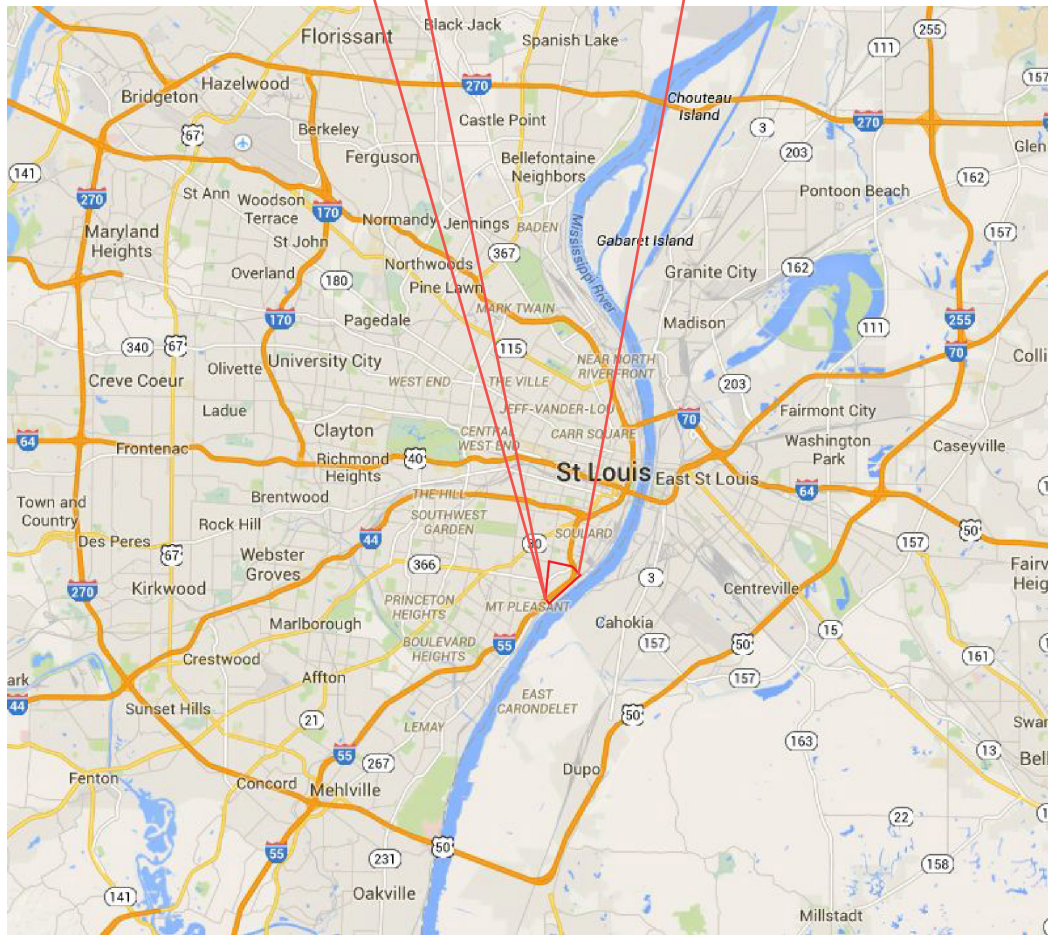 Black Jack
Florissant
Spanish Lake
255
111
Hazelwood
270
157
Bridgeton
Chouteau
Island
Castle Point
67
Berkeley
3
270
Glen
Ferguson
203
Bellefontaine
Neighbors
141
St Ann
Woodson
Terrace
162
Pontoon Beach
270
170
Normandy
Jennings
BADEN
Maryland
Heights
St John
Mississippi River
Gabaret Island
157
367
Northwoods
Overland
180
Pine Lawn
Granite City
162
MARK TWAIN
170
Pagedale
Madison
255
111
340
67
115
NEAR NORTH
RIVERFRONT
70
Colli
Olivette
University City
Creve Coeur
WEST END
THE VILLE
203
Ladue
JEFF-VANDER-LOU
Fairmont City
70
64
Clayton
CENTRAL
WEST END
CARR SQUARE
Washington
Park
Caseyville
Frontenac
40
Richmond
Heights
St Louis
East St Louis
64
Brentwood
THE HILL
Town and
Country
SOUTHWEST
GARDEN
Rock Hill
50
SOULARD
Des Peres
44
30
157
67
Webster
Groves
366
3
Fairv
Heig
Kirkwood
270
Centreville
PRINCETON
HEIGHTS
MT PLEASANT
Marlborough
Cahokia
15
BOULEVARD
HEIGHTS
55
157
50
Crestwood
161
ark
Affton
157
44
EAST
CARONDELET
Sunset Hills
21
LEMAY
50
Swar
163
13
55
267
Bell
Dupo
Fenton
Concord
Mehlville
22
50
55
231
158
141
Oakville
Millstadt